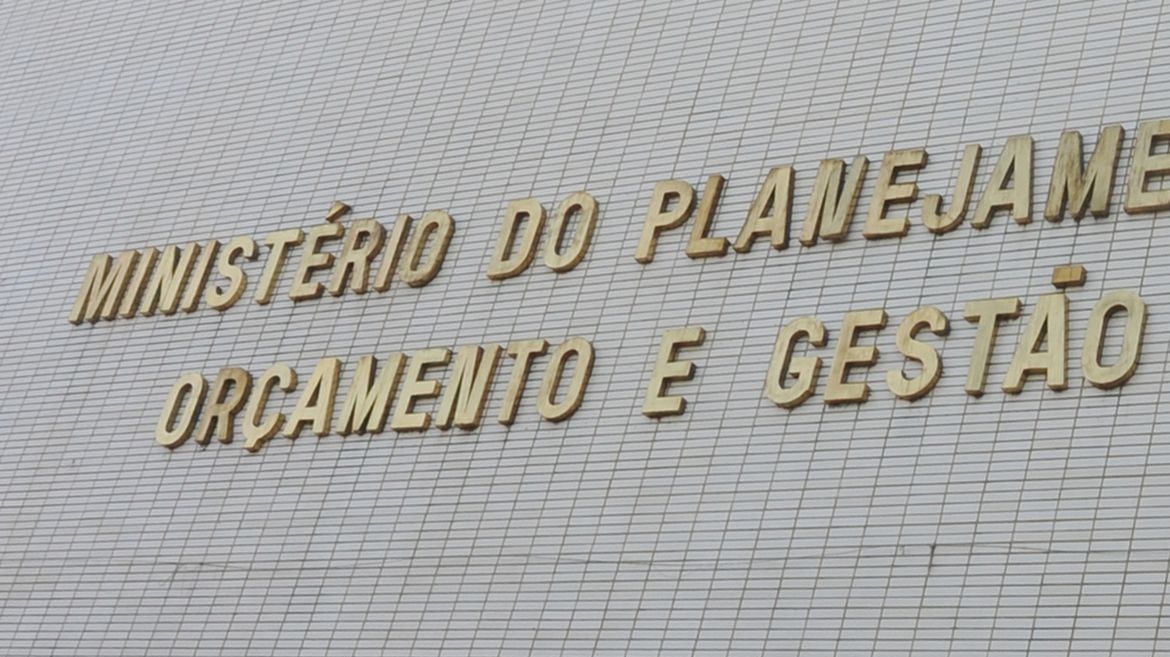 MINISTÉRIO DO PLANEJAME
ORÇAMENTO E GESTÃO